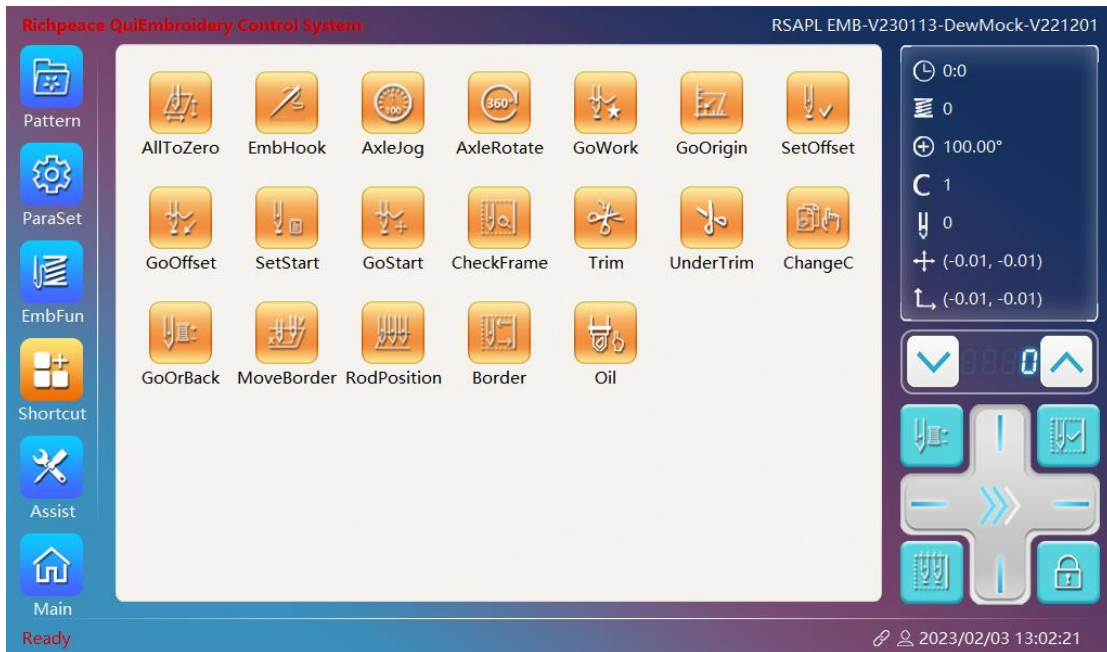 Richpeace QuiEmbroidery Control System
RSAPL EMB-V230113-DewMock-V221201
Pattern
ParaSet
EmbFun
Shortcut
Assist
Main
100
360°
AllToZero EmbHook AxleJog AxleRotate GoWork GoOrigin SetOffset
GoOffset SetStart GoStart CheckFrame Trim UnderTrim ChangeC
GoOrBack MoveBorder RodPosition Border Oil
0:0
0
100.00°
C 1
0
(-0.01, -0.01)
(-0.01, -0.01)
0
Ready
2023/02/03 13:02:21